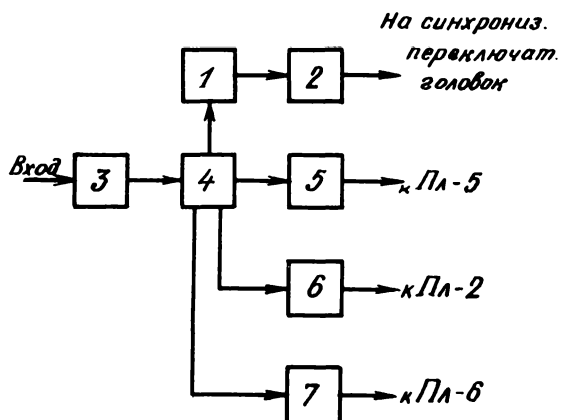 На синхрониз.
переключат.
головок
1
2
Вход
3
4
5
к Пл-5
6
к Пл-2
7
к Пл-6